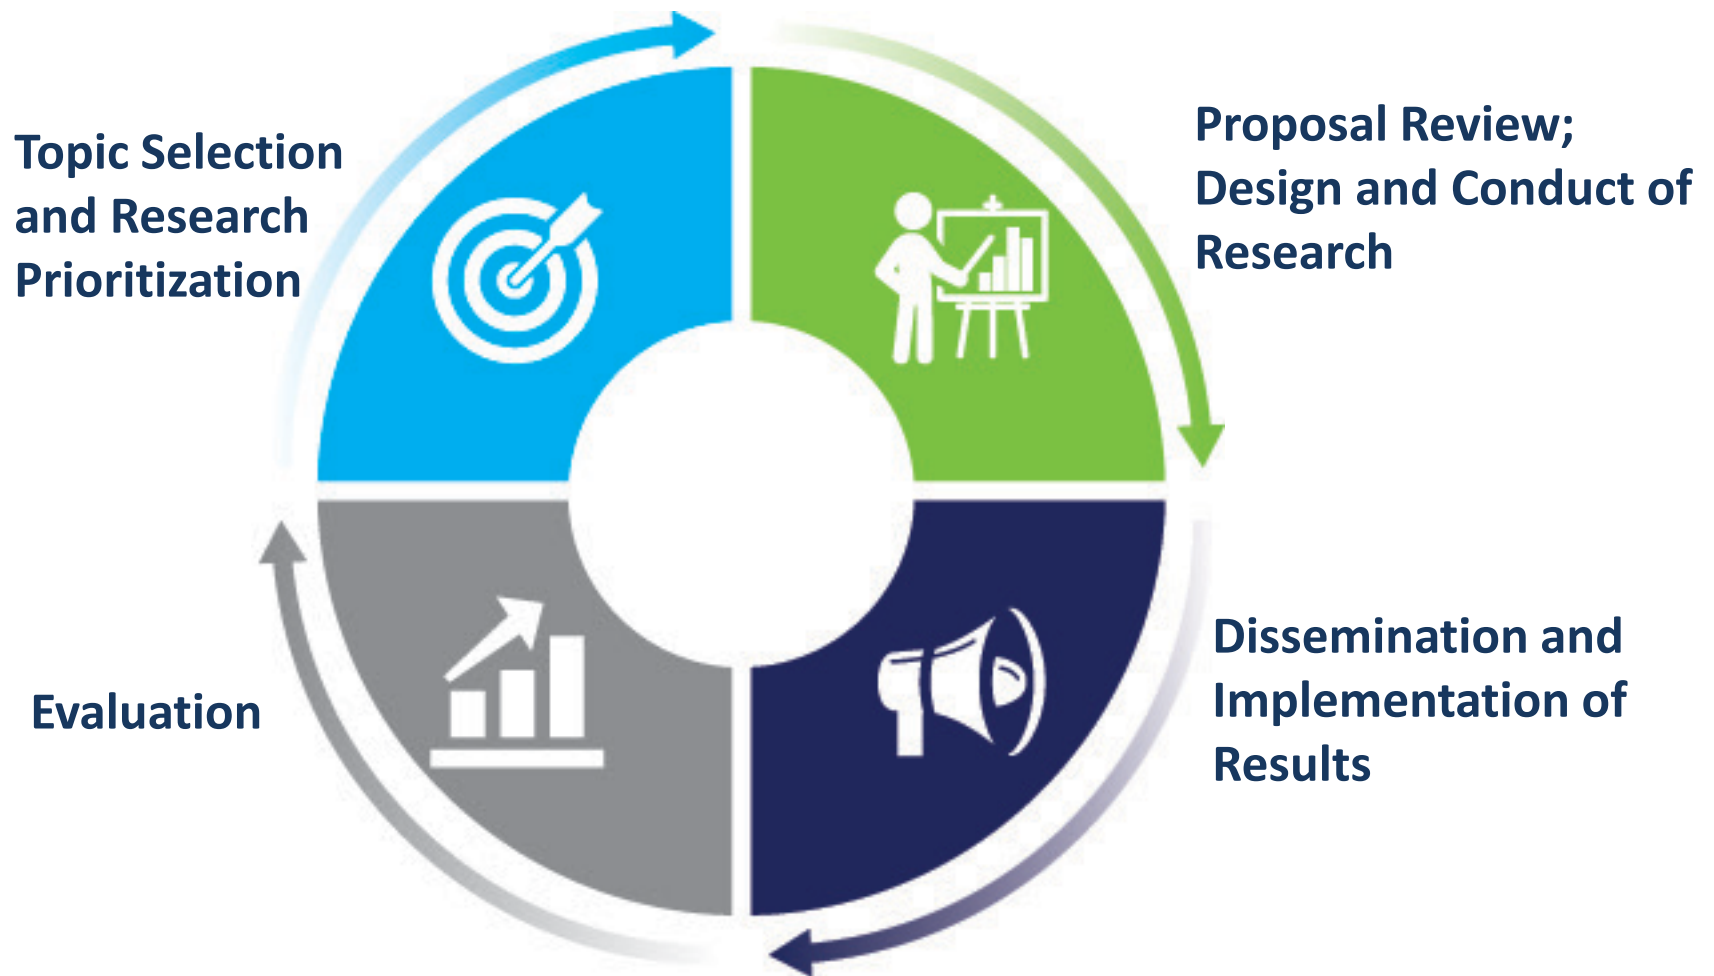 Topic Selection
and Research
Prioritization
Proposal Review;
Design and Conduct of
Research
Dissemination and
Implementation of
Results
Evaluation